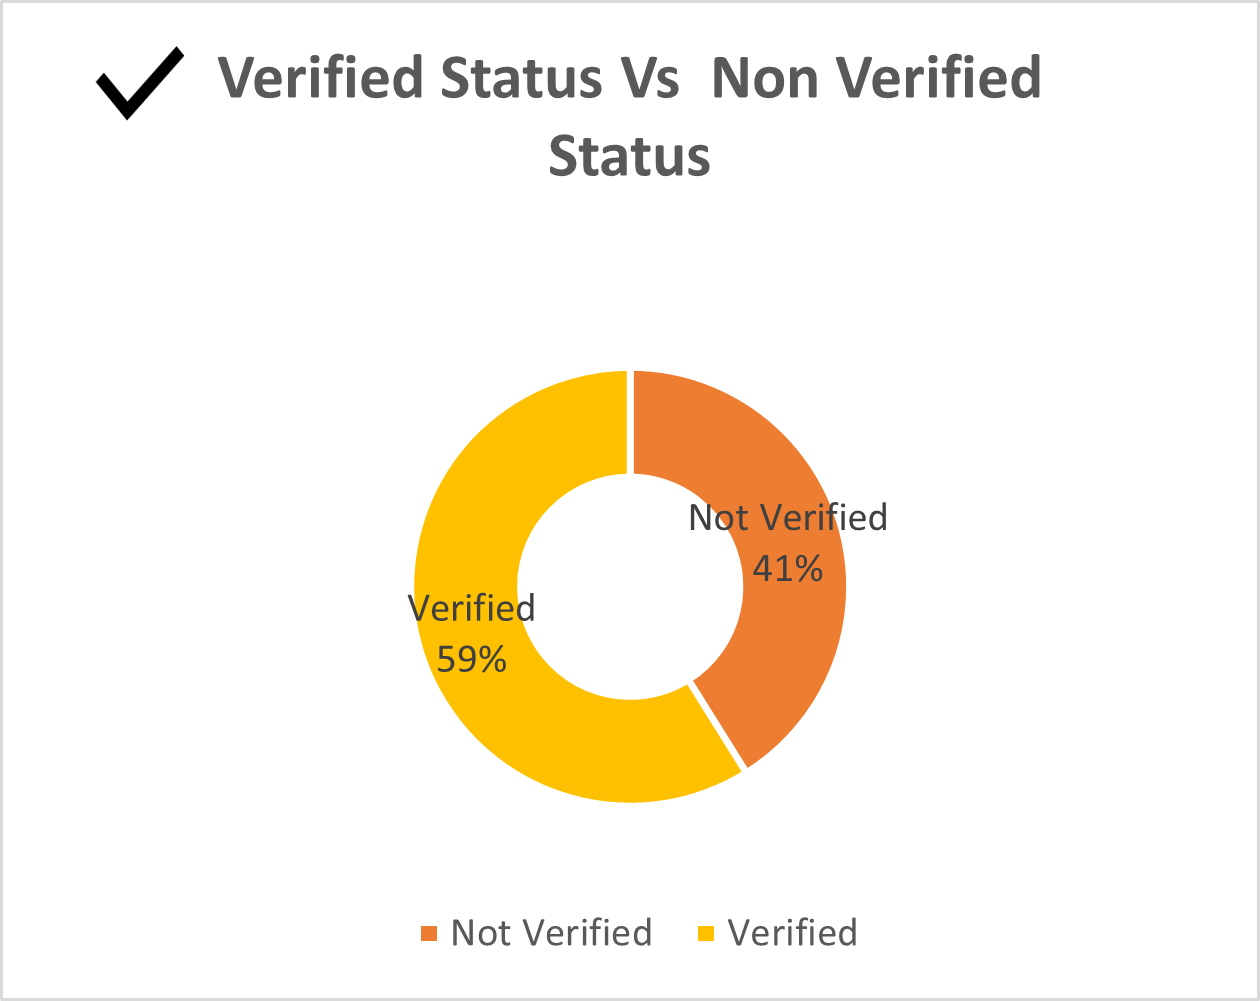 Verified Status Vs  Non Verified
Status
Not Verified
41%
Verified
59%
Not Verified
Verified